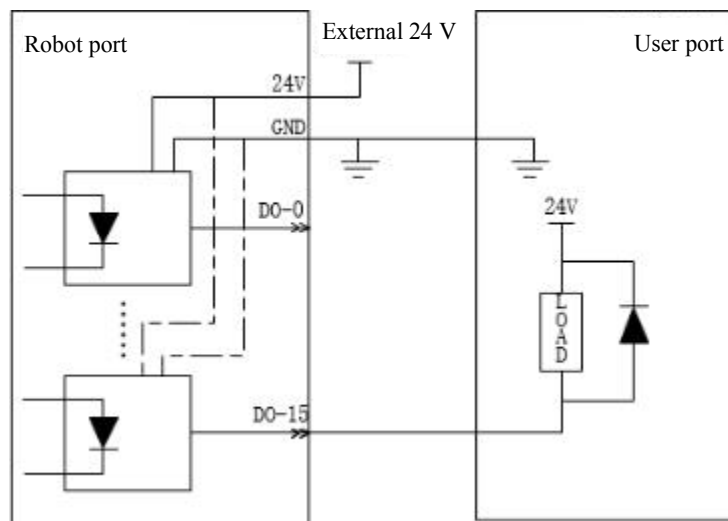 Robot port
External 24 V
User port
24V
GND
DO-0
24V
LOAD
DO-15